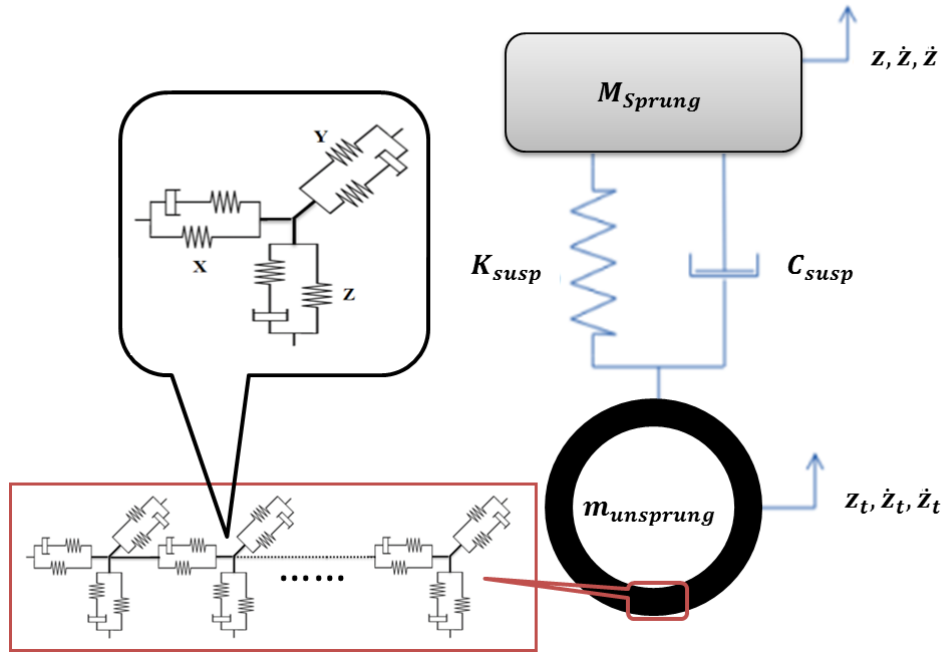 z, ż, ż
M_Sprung
Y
X
Z
K_susp
C_susp
m_unsprung
z_t, ż_t, ż_t